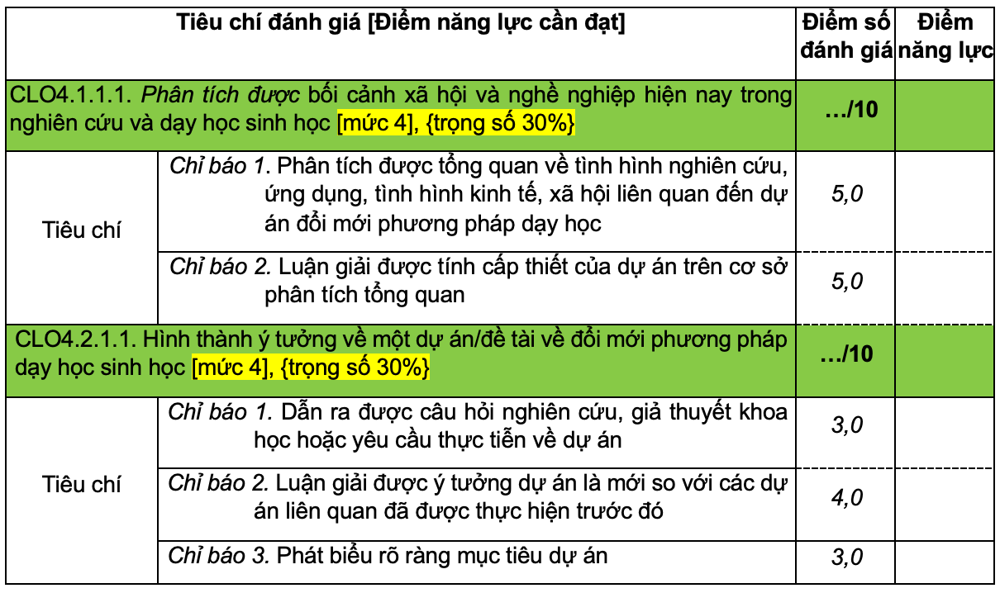 Tiêu chí đánh giá [Điểm năng lực cần đạt]
Điểm số
đánh giá
Điểm
năng lực
CLO4.1.1.1. Phân tích được bối cảnh xã hội và nghề nghiệp hiện nay trong
nghiên cứu và dạy học sinh học [mức 4], {trọng số 30%}
…/10
Tiêu chí
Chỉ báo 1. Phân tích được tổng quan về tình hình nghiên cứu,
ứng dụng, tình hình kinh tế, xã hội liên quan đến dự
án đổi mới phương pháp dạy học
5,0
Chỉ báo 2. Luận giải được tính cấp thiết của dự án trên cơ sở
phân tích tổng quan
5,0
CLO4.2.1.1. Hình thành ý tưởng về một dự án/đề tài về đổi mới phương pháp
dạy học sinh học [mức 4], {trọng số 30%}
…/10
Tiêu chí
Chỉ báo 1. Dẫn ra được câu hỏi nghiên cứu, giả thuyết khoa
học hoặc yêu cầu thực tiễn về dự án
3,0
Chỉ báo 2. Luận giải được ý tưởng dự án là mới so với các dự
án liên quan đã được thực hiện trước đó
4,0
Chỉ báo 3. Phát biểu rõ ràng mục tiêu dự án
3,0